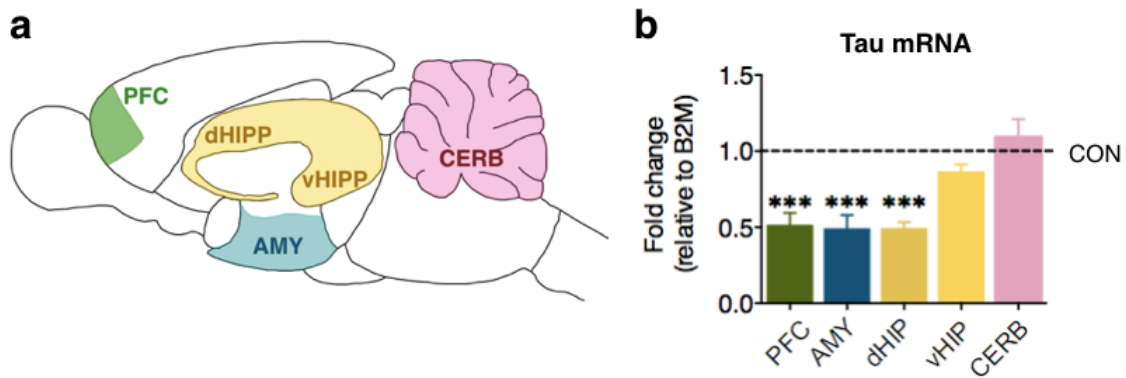 a
PFC
dHIPP
vHIPP
CERB
AMY
b
Tau mRNA
Fold change
(relative to B2M)
1.5
1.0
0.5
0.0
CON
*** *** ***
PFC
AMY
dHIP
vHIP
CERB